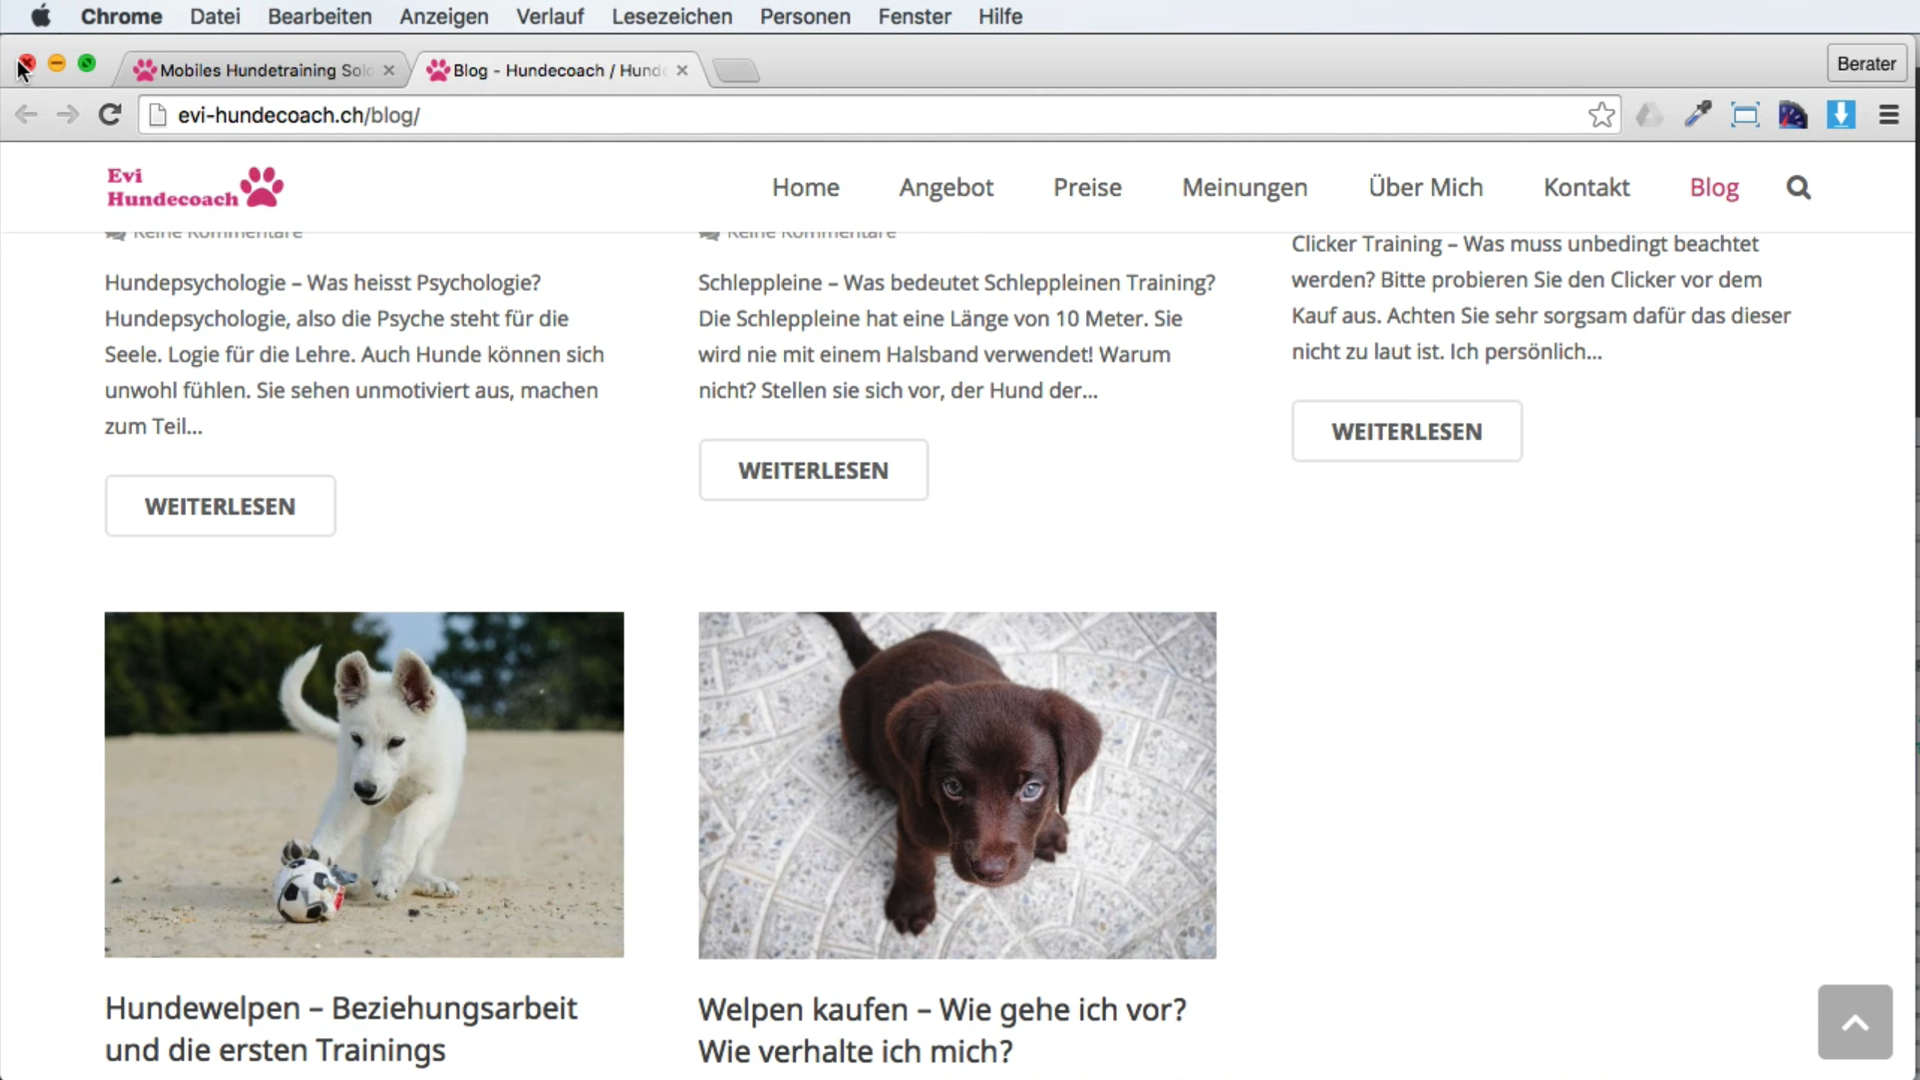 Chrome Datei Bearbeiten Anzeigen Verlauf Lesezeichen Personen Fenster Hilfe
Mobiles Hundetraining Solo
Blog - Hundecoach / Hunde
Berater
evi-hundecoach.ch/blog/
Evi
Hundecoach
Home Angebot Preise Meinungen Über Mich Kontakt Blog
Keine Kommentare
Hundepsychologie – Was heisst Psychologie?
Hundepsychologie, also die Psyche steht für die
Seele. Logie für die Lehre. Auch Hunde können sich
unwohl fühlen. Sie sehen unmotiviert aus, machen
zum Teil...
WEITERLESEN
Keine Kommentare
Schleppleine – Was bedeutet Schleppleinen Training?
Die Schleppleine hat eine Länge von 10 Meter. Sie
wird nie mit einem Halsband verwendet! Warum
nicht? Stellen sie sich vor, der Hund der...
WEITERLESEN
Clicker Training – Was muss unbedingt beachtet
werden? Bitte probieren Sie den Clicker vor dem
Kauf aus. Achten Sie sehr sorgsam dafür das dieser
nicht zu laut ist. Ich persönlich...
WEITERLESEN
Hundewelpen – Beziehungsarbeit
und die ersten Trainings
Welpen kaufen – Wie gehe ich vor?
Wie verhalte ich mich?